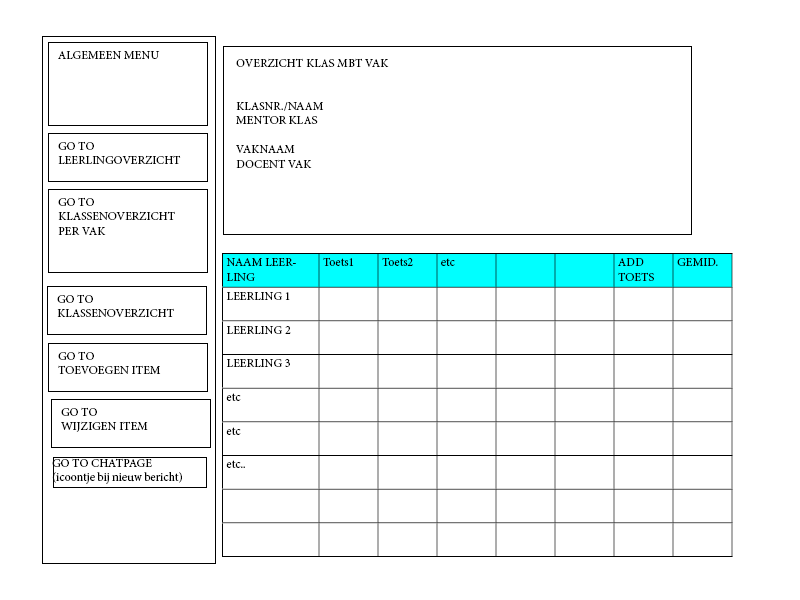 ALGEMEEN MENU
GO TO
LEERLINGOVERZICHT
GO TO
KLASSENOVERZICHT
PER VAK
GO TO
KLASSENOVERZICHT
GO TO
TOEVOEGEN ITEM
GO TO
WIJZIGEN ITEM
GO TO CHATPAGE
(icoontje bij nieuw bericht)
OVERZICHT KLAS MBT VAK
KLASNR./NAAM
MENTOR KLAS
VAKNAAM
DOCENT VAK
NAAM LEER-
LING
Toets1
Toets2
etc
ADD
TOETS
GEMID.
LEERLING 1
LEERLING 2
LEERLING 3
etc
etc
etc..